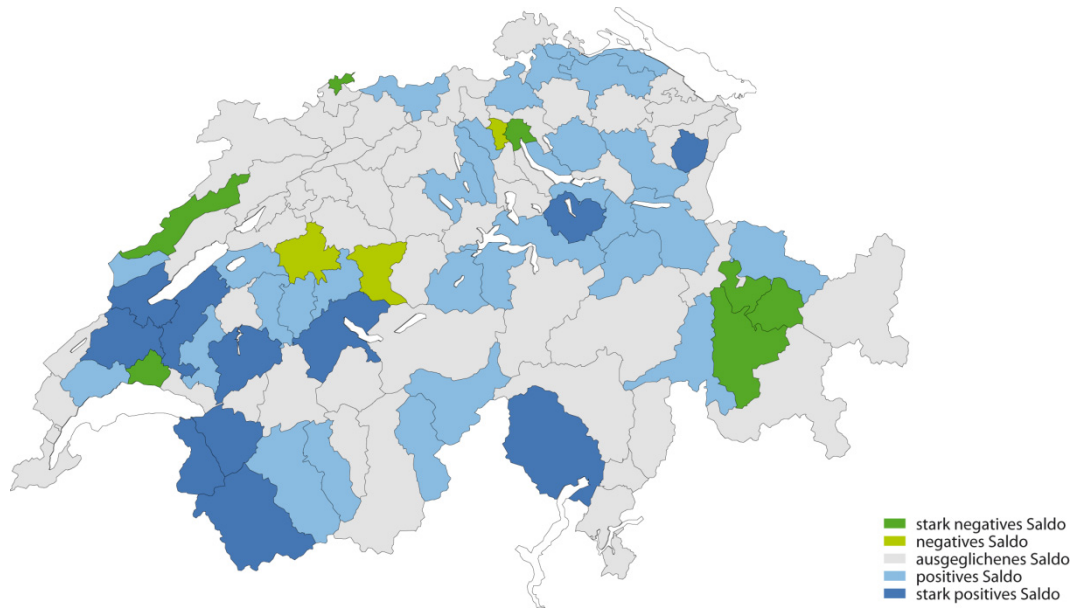 stark negatives Saldo
negatives Saldo
ausgeglichenes Saldo
positives Saldo
stark positives Saldo